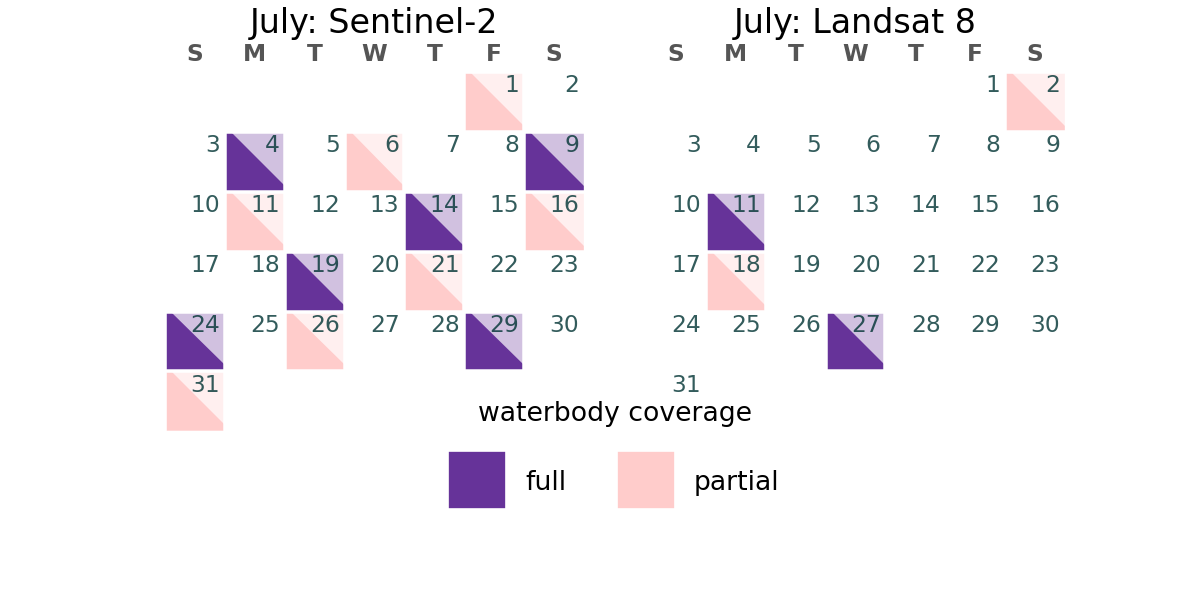 July: Sentinel-2
S M T W T F S
1 2
3 4 5 6 7 8 9
10 11 12 13 14 15 16
17 18 19 20 21 22 23
24 25 26 27 28 29 30
31
July: Landsat 8
S M T W T F S
1 2
3 4 5 6 7 8 9
10 11 12 13 14 15 16
17 18 19 20 21 22 23
24 25 26 27 28 29 30
31
waterbody coverage
full partial